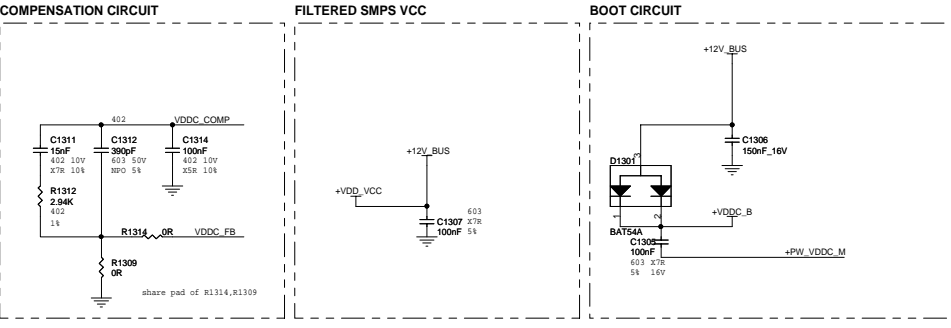 COMPENSATION CIRCUIT
402
VDDC_COMP
C1311
15nF
402 10V
X7R 10%
C1312
390pF
603 50V
NPO 5%
C1314
100nF
402 10V
X5R 10%
R1312
2.94K
402
1%
R1314
0R
VDDC_FB
R1309
0R
share pad of R1314,R1309
FILTERED SMPS VCC
+12V_BUS
+VDD_VCC
C1307
100nF
603
X7R
5%
BOOT CIRCUIT
+12V_BUS
C1306
150nF_16V
D1301
3
1
2
BAT54A
+VDDC_B
C1305
100nF
603 X7R
5% 16V
+PW_VDDC_M